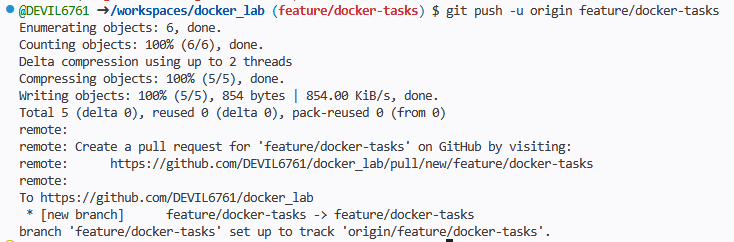 @DEVIL6761 ➜/workspaces/docker_lab (feature/docker-tasks) $ git push -u origin feature/docker-tasks
Enumerating objects: 6, done.
Counting objects: 100% (6/6), done.
Delta compression using up to 2 threads
Compressing objects: 100% (5/5), done.
Writing objects: 100% (5/5), 854 bytes | 854.00 KiB/s, done.
Total 5 (delta 0), reused 0 (delta 0), pack-reused 0 (from 0)
remote:
remote: Create a pull request for 'feature/docker-tasks' on GitHub by visiting:
remote:      https://github.com/DEVIL6761/docker_lab/pull/new/feature/docker-tasks
remote:
To https://github.com/DEVIL6761/docker_lab
 * [new branch]      feature/docker-tasks -> feature/docker-tasks
branch 'feature/docker-tasks' set up to track 'origin/feature/docker-tasks'.